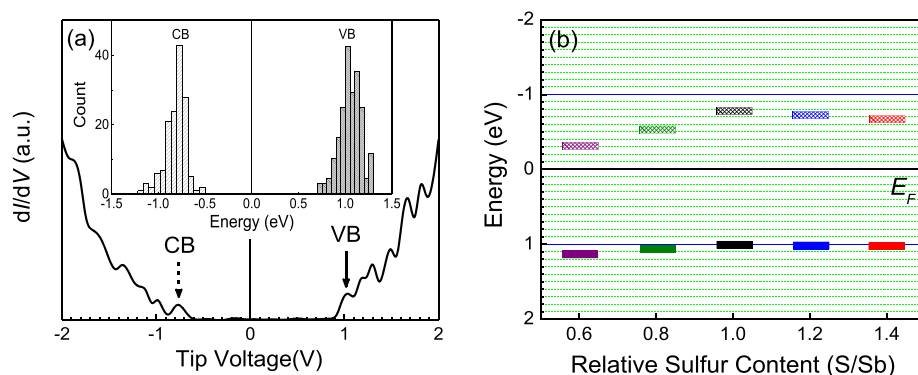 (a)
CB
VB
40
20
0
Count
-1.5
-1.0
-0.5
0.0
0.5
1.0
1.5
Energy (eV)
dI/dV (a.u.)
CB
VB
-2
-1
0
1
2
Tip Voltage(V)
(b)
-2
-1
0
1
2
Energy (eV)
E_F
0.6
0.8
1.0
1.2
1.4
Relative Sulfur Content (S/Sb)